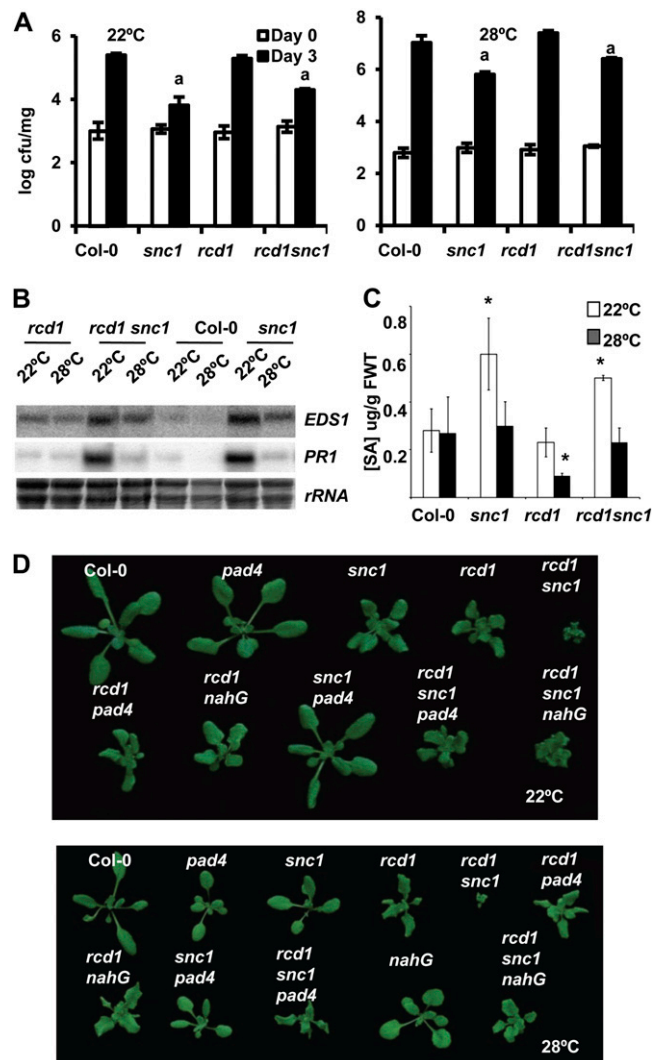 A
22ºC
Day 0
Day 3
28ºC
6
4
2
0
8
6
4
2
0
log cfu/mg
a
a
a
a
Col-0 snc1 rcd1 rcd1snc1
Col-0 snc1 rcd1 rcd1snc1
B
rcd1 rcd1 snc1 Col-0 snc1
22ºC 28ºC 22ºC 28ºC 22ºC 28ºC 22ºC 28ºC
EDS1
PR1
rRNA
C
22ºC
28ºC
0.8
0.6
0.4
0.2
[SA] ug/g FWT
*
*
*
Col-0 snc1 rcd1 rcd1snc1
D
Col-0 pad4 snc1 rcd1 rcd1
snc1
rcd1
pad4
rcd1
nahG
snc1
pad4
rcd1
snc1
pad4
rcd1
snc1
nahG
22ºC
Col-0 pad4 snc1 rcd1 rcd1
snc1
rcd1
pad4
rcd1
nahG
snc1
pad4
rcd1
snc1
pad4
nahG
rcd1
snc1
nahG
28ºC